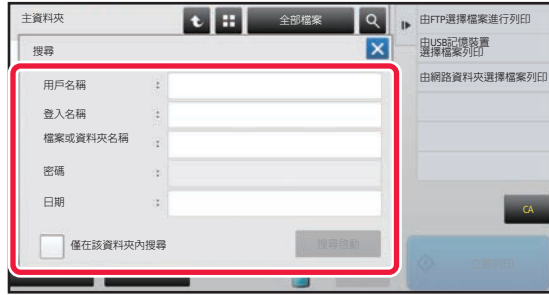 主資料夾
全部檔案
搜尋
用戶名稱 :
登入名稱 :
檔案或資料夾名稱 :
密碼 :
日期 :
僅在該資料夾內搜尋
搜尋啟動
由FTP選擇檔案進行列印
由USB記憶裝置
選擇檔案列印
由網路資料夾選擇檔案列印
CA